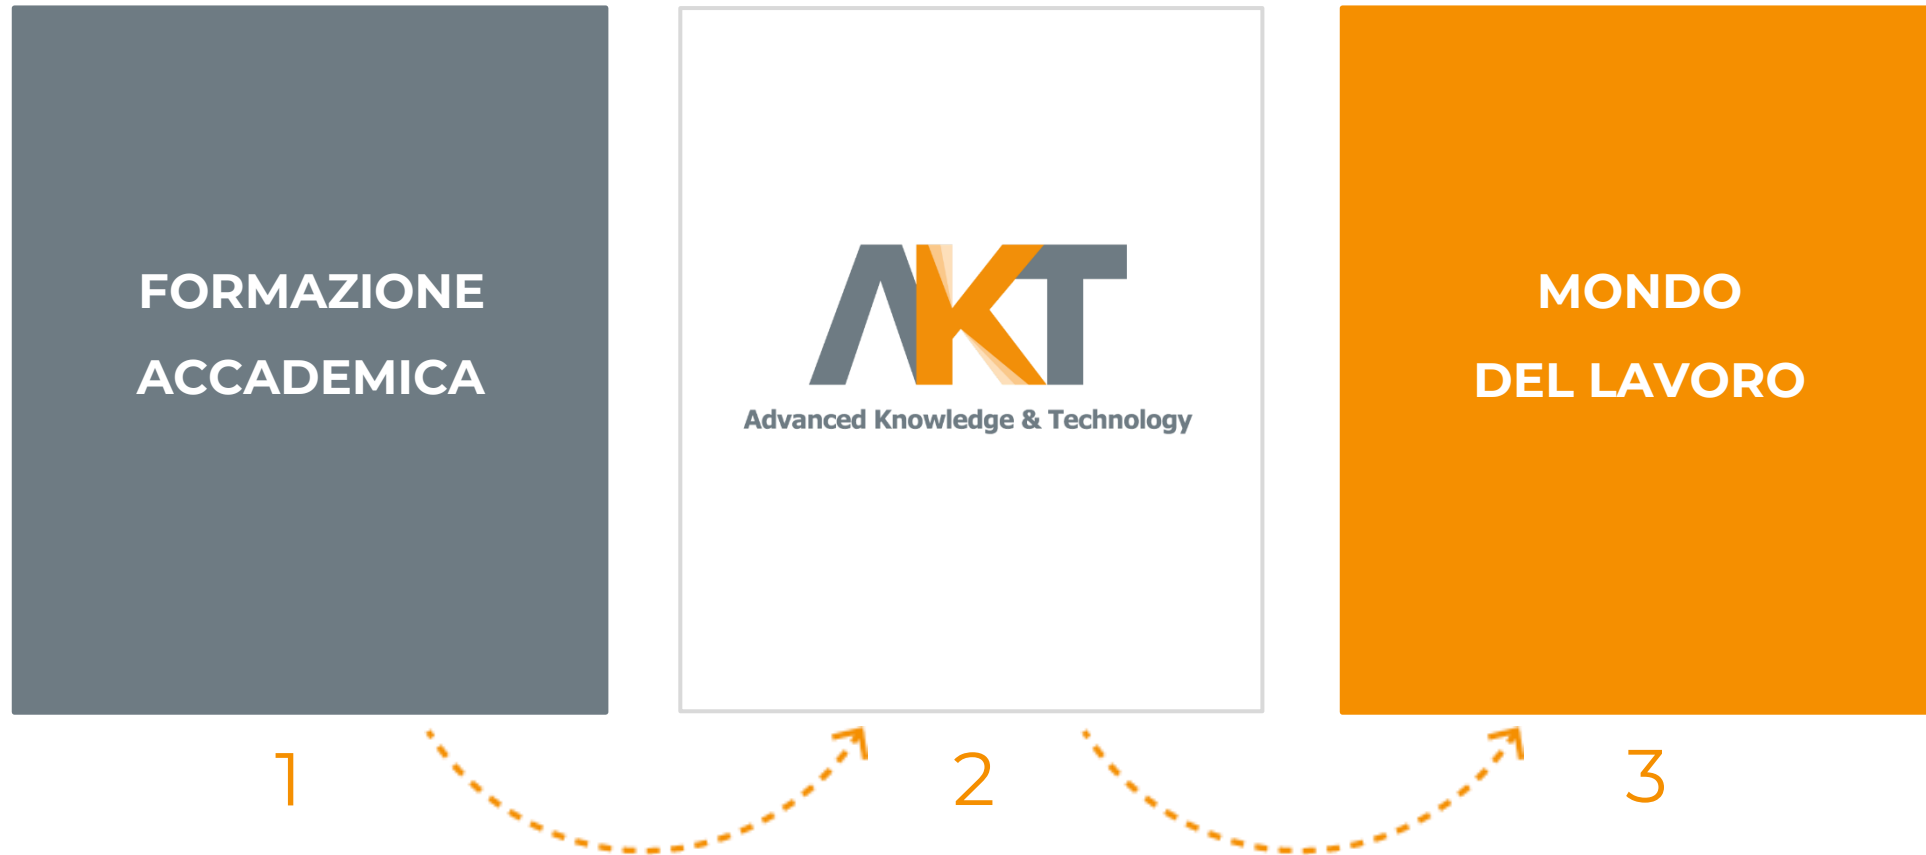 FORMAZIONE
ACCADEMICA
AKT
Advanced Knowledge & Technology
MONDO
DEL LAVORO
1
2
3